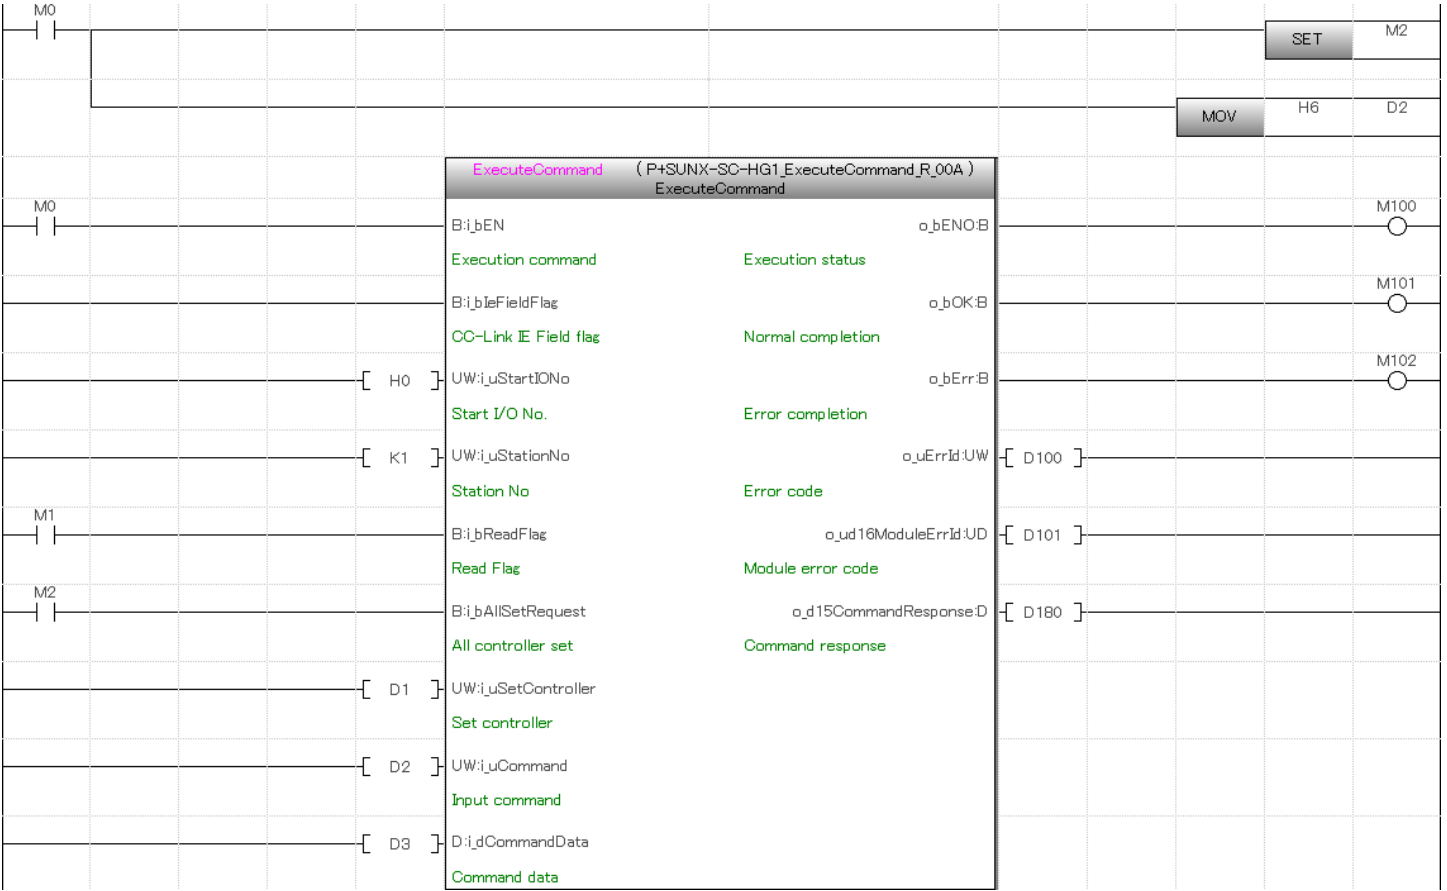 M0
SET M2
MOV H6 D2
ExecuteCommand (P+SUNX-SC-HG1_ExecuteCommand_R_00A)
ExecuteCommand
M0 M100
B:i_bEN o_bENO:B
Execution command Execution status
M101
B:i_bIeFieldFlag o_bOK:B
CC-Link IE Field flag Normal completion
M102
H0 UW:i_uStartIONo o_bErr:B
Start I/O No. Error completion
K1 UW:i_uStationNo o_uErrId:UW D100
Station No Error code
M1
B:i_bReadFlag o_ud16ModuleErrId:UD D101
Read Flag Module error code
M2
B:i_bAllSetRequest o_d15CommandResponse:D D180
All controller set Command response
D1 UW:i_uSetController
Set controller
D2 UW:i_uCommand
Input command
D3 D:i_dCommandData
Command data